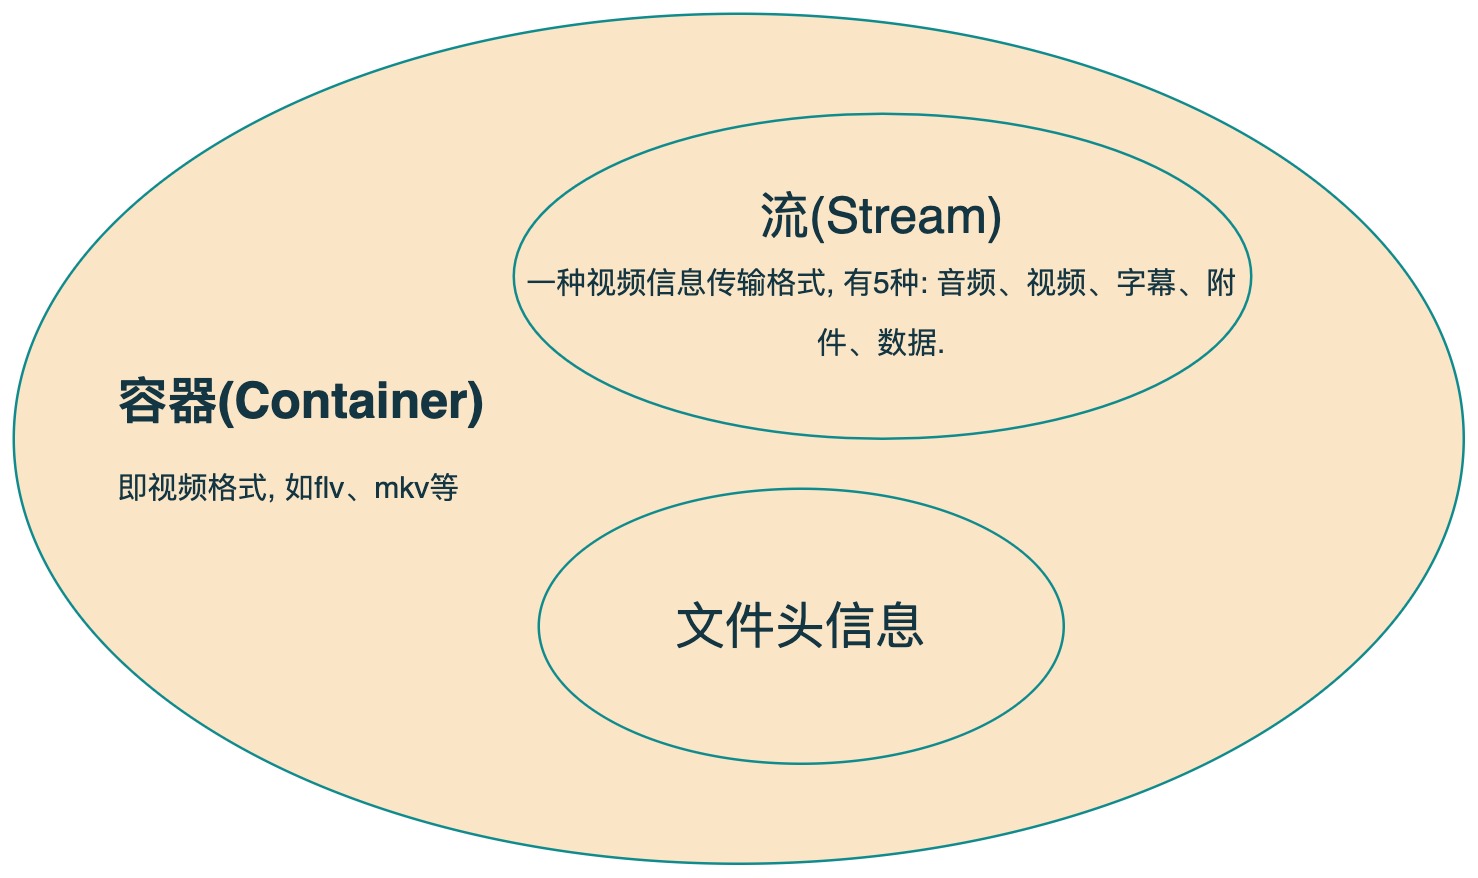 流(Stream)
一种视频信息传输格式, 有5种: 音频、视频、字幕、附
件、数据.
容器(Container)
即视频格式, 如flv、mkv等
文件头信息